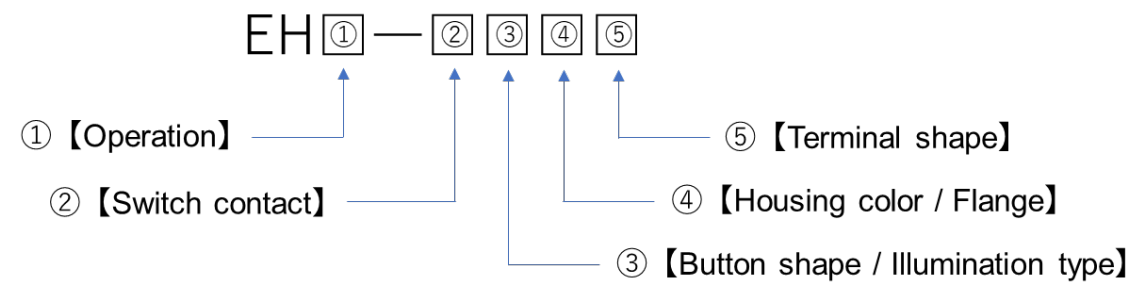 EH①—②③④⑤
①【Operation】
⑤【Terminal shape】
②【Switch contact】
④【Housing color / Flange】
③【Button shape / Illumination type】